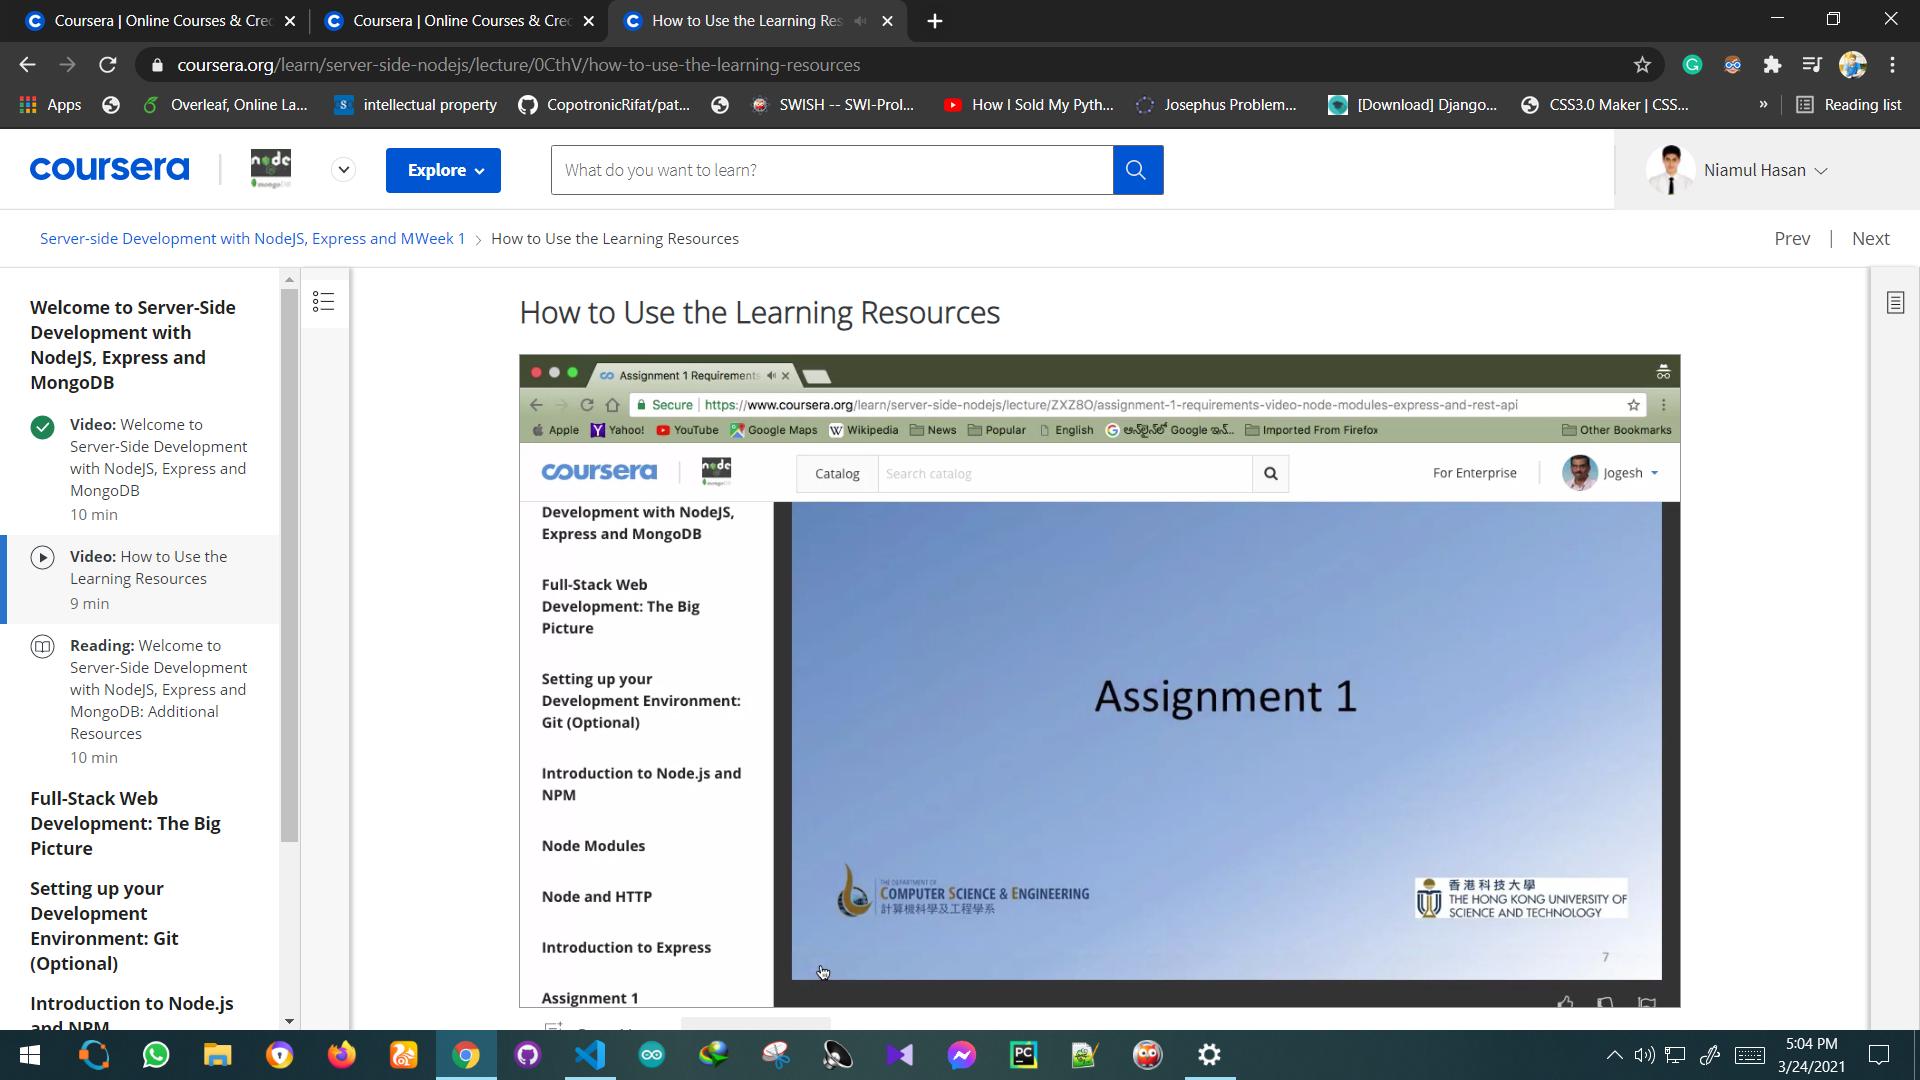 Coursera | Online Courses & Cred
Coursera | Online Courses & Cred
How to Use the Learning Res
coursera.org/learn/server-side-nodejs/lecture/0CthV/how-to-use-the-learning-resources
Apps
Overleaf, Online La...
intellectual property
CopotronicRifat/pat...
SWISH -- SWI-Prol...
How I Sold My Pyth...
Josephus Problem...
[Download] Django...
CSS3.0 Maker | CSS...
»
Reading list
coursera
node
mongoDB
Explore
What do you want to learn?
Niamul Hasan
Server-side Development with NodeJS, Express and MWeek 1 > How to Use the Learning Resources
Prev | Next
Welcome to Server-Side
Development with
NodeJS, Express and
MongoDB
Video: Welcome to
Server-Side Development
with NodeJS, Express and
MongoDB
10 min
Video: How to Use the
Learning Resources
9 min
Reading: Welcome to
Server-Side Development
with NodeJS, Express and
MongoDB: Additional
Resources
10 min
Full-Stack Web
Development: The Big
Picture
Setting up your
Development
Environment: Git
(Optional)
Introduction to Node.js
and NPM
How to Use the Learning Resources
Assignment 1 Requirements
Secure | https://www.coursera.org/learn/server-side-nodejs/lecture/ZXZ8O/assignment-1-requirements-video-node-modules-express-and-rest-api
Apple
Yahoo!
YouTube
Google Maps
Wikipedia
News
Popular
English
Imported From Firefox
Other Bookmarks
coursera
node
Catalog
Search catalog
For Enterprise
Jogesh
Development with NodeJS,
Express and MongoDB
Full-Stack Web
Development: The Big
Picture
Setting up your
Development Environment:
Git (Optional)
Introduction to Node.js and
NPM
Node Modules
Node and HTTP
Introduction to Express
Assignment 1
Assignment 1
THE DEPARTMENT OF
COMPUTER SCIENCE & ENGINEERING
計算機科學及工程學系
香港科技大學
THE HONG KONG UNIVERSITY OF
SCIENCE AND TECHNOLOGY
7
PC
5:04 PM
3/24/2021